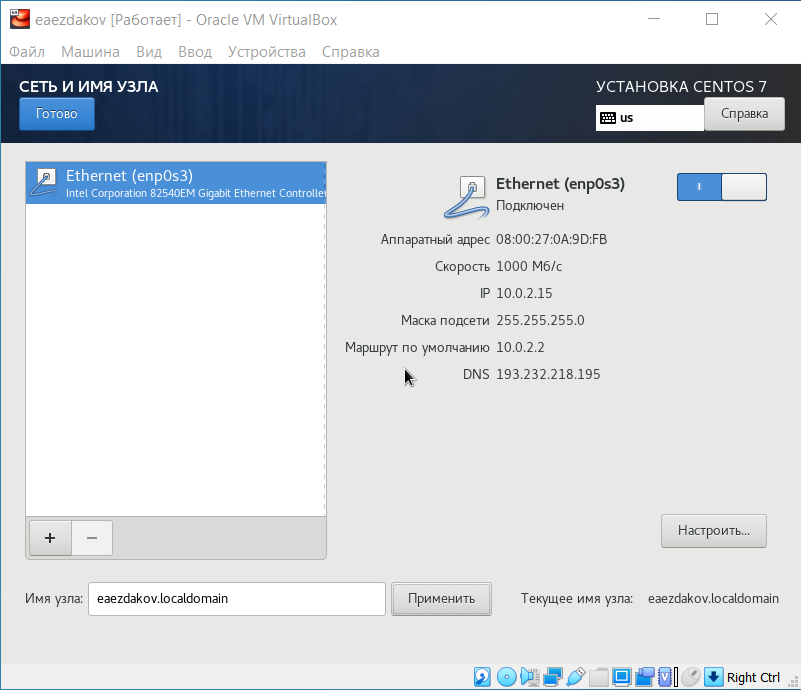 eaezdakov [Работает] - Oracle VM VirtualBox
Файл Машина Вид Ввод Устройства Справка
СЕТЬ И ИМЯ УЗЛА
УСТАНОВКА CENTOS 7
Готово
us
Справка
Ethernet (enp0s3)
Intel Corporation 82540EM Gigabit Ethernet Controller
Ethernet (enp0s3)
Подключен
Аппаратный адрес 08:00:27:0A:9D:FB
Скорость 1000 Мб/с
IP 10.0.2.15
Маска подсети 255.255.255.0
Маршрут по умолчанию 10.0.2.2
DNS 193.232.218.195
Настроить...
Имя узла: eaezdakov.localdomain
Применить
Текущее имя узла: eaezdakov.localdomain
Right Ctrl